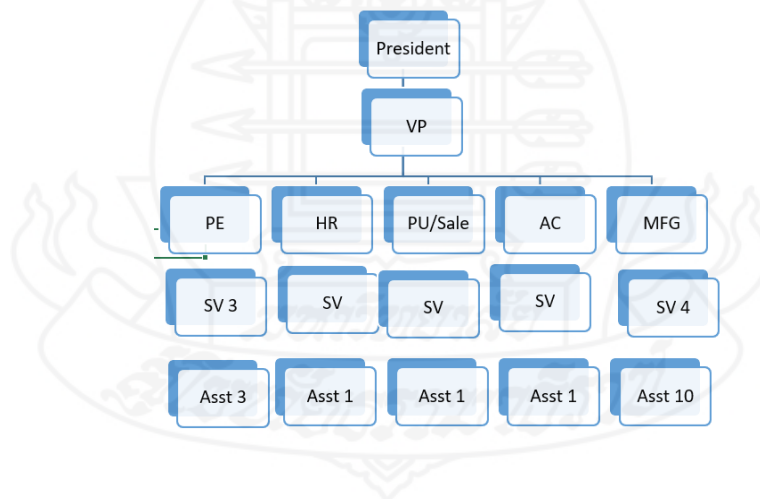 President
VP
PE
HR
PU/Sale
AC
MFG
SV 3
SV
SV
SV
SV 4
Asst 3
Asst 1
Asst 1
Asst 1
Asst 10